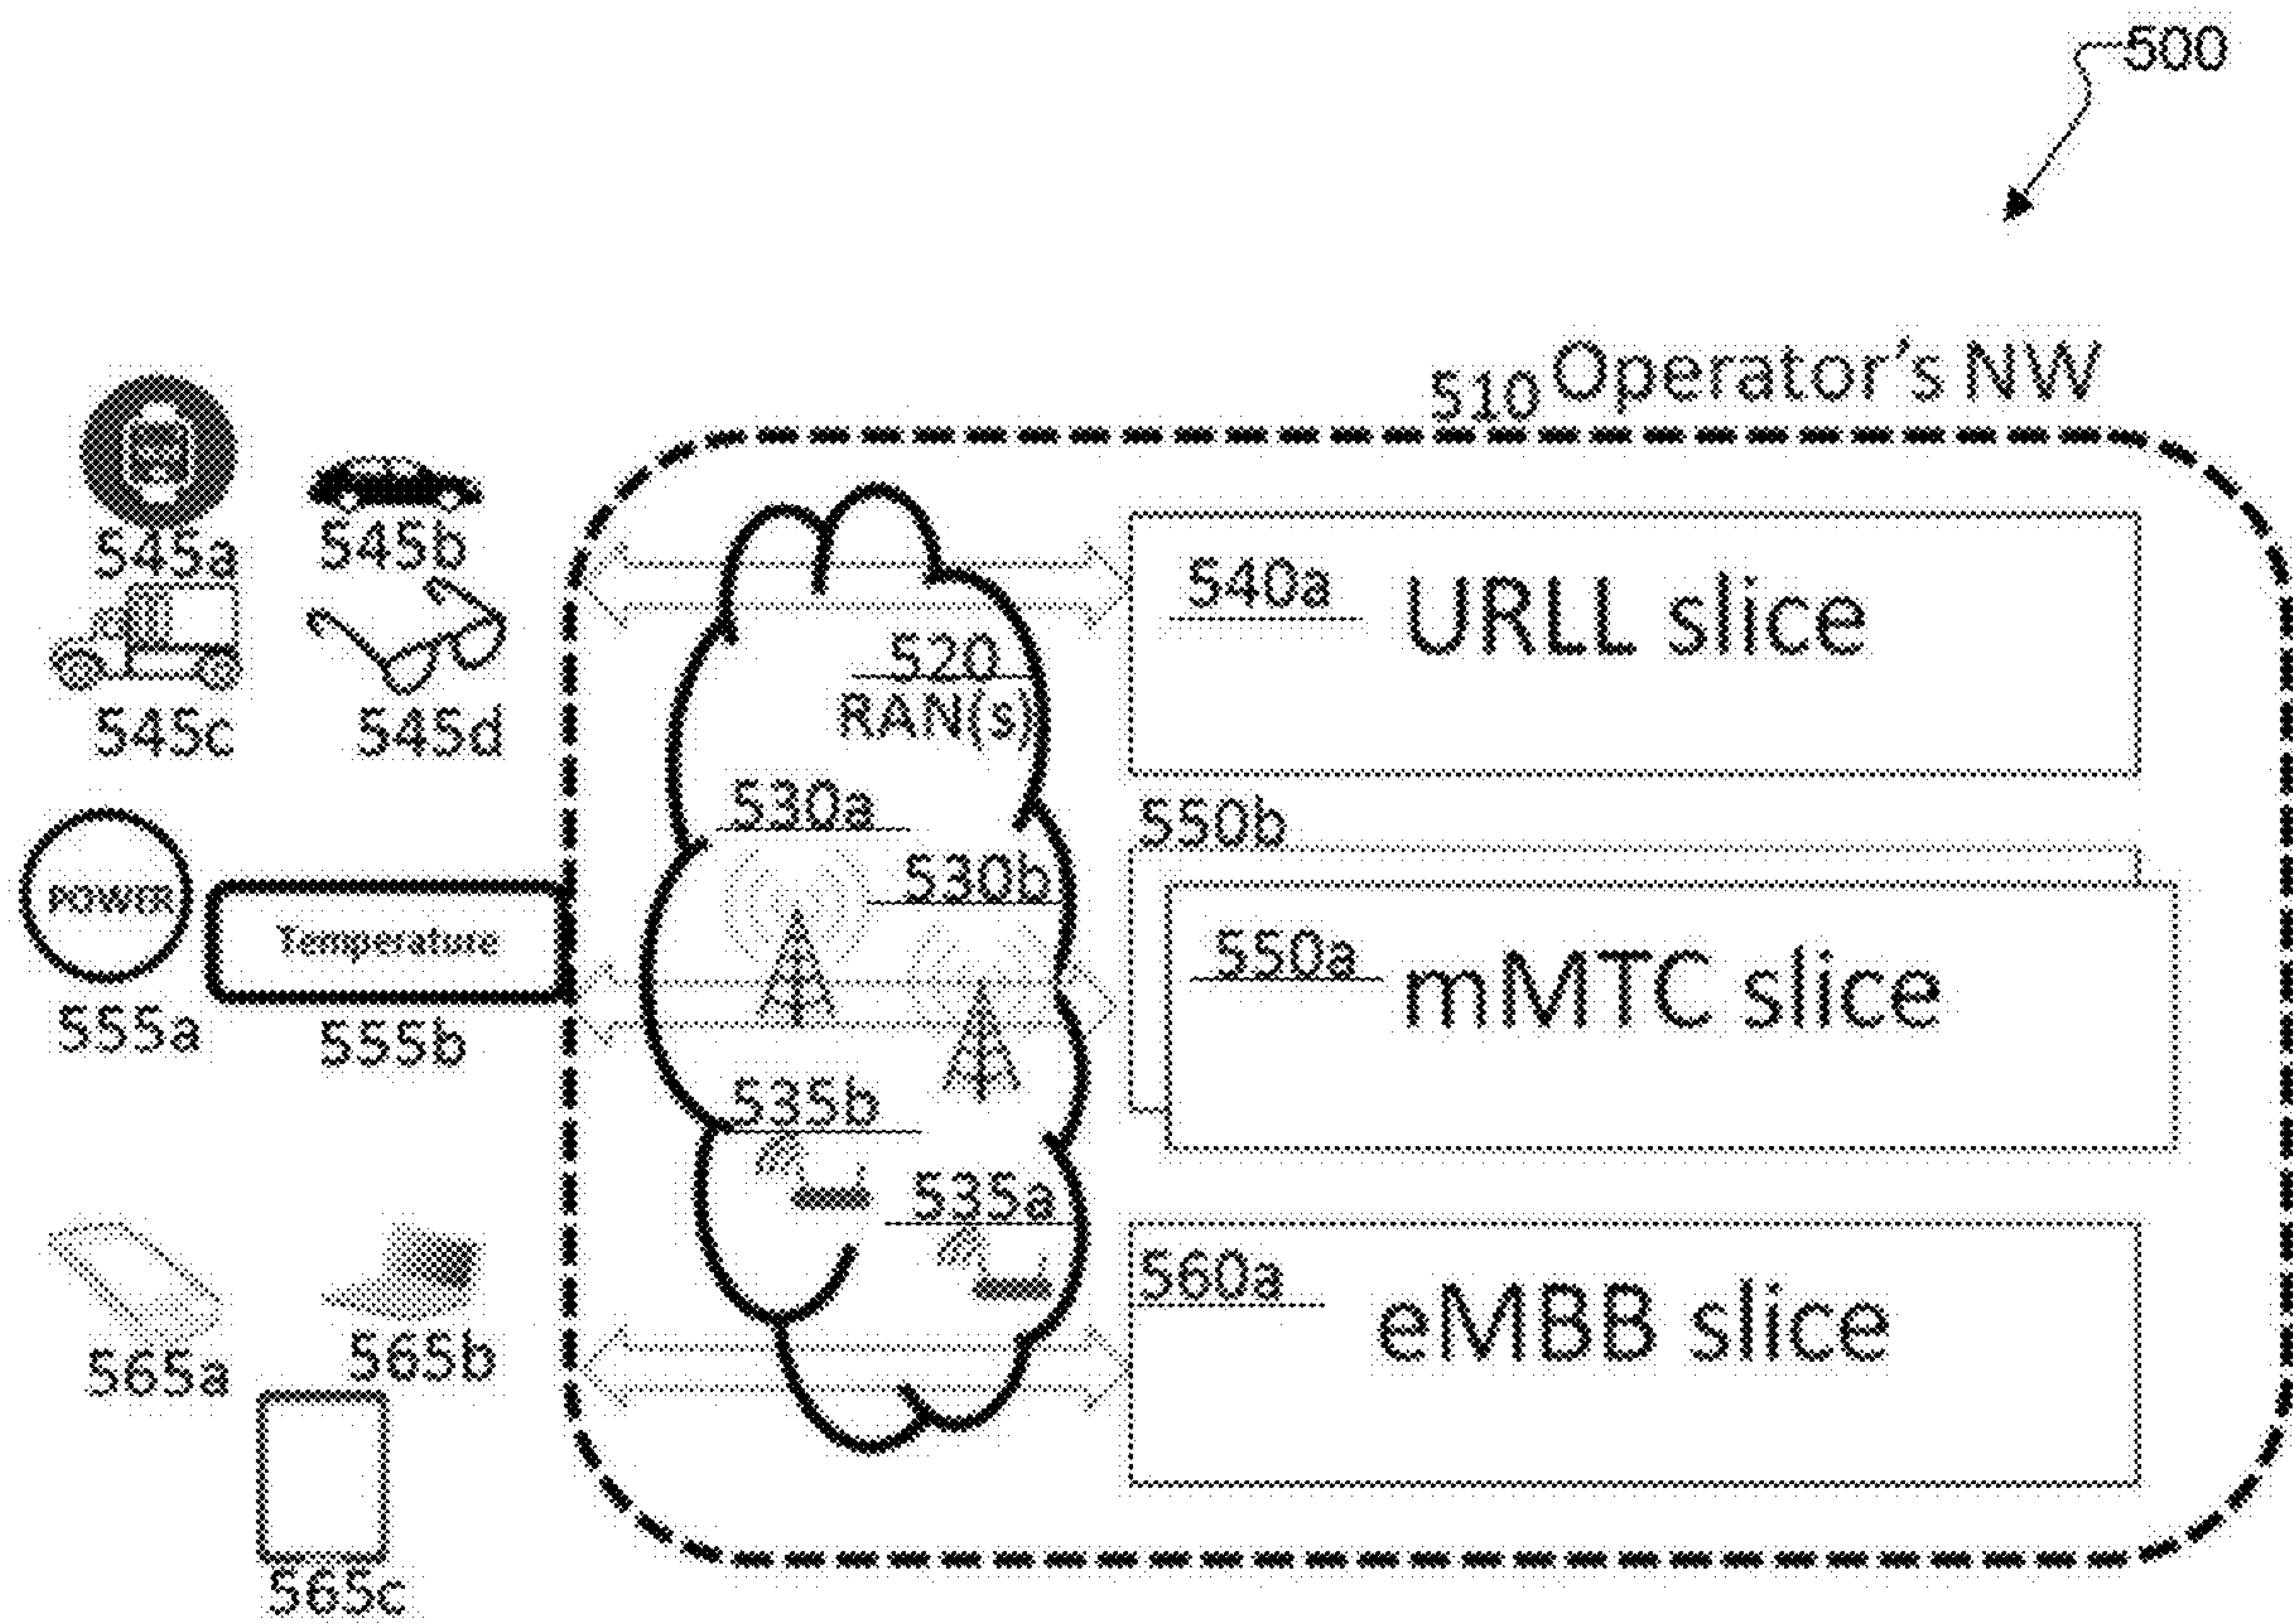 500
510 Operator's NW
545a
545b
540a URLL slice
520
RAN(s)
545c
545d
530a
550b
530b
POWER
Temperature
550a mMTC slice
555a
555b
535b
535a
560a eMBB slice
565a
565b
565c